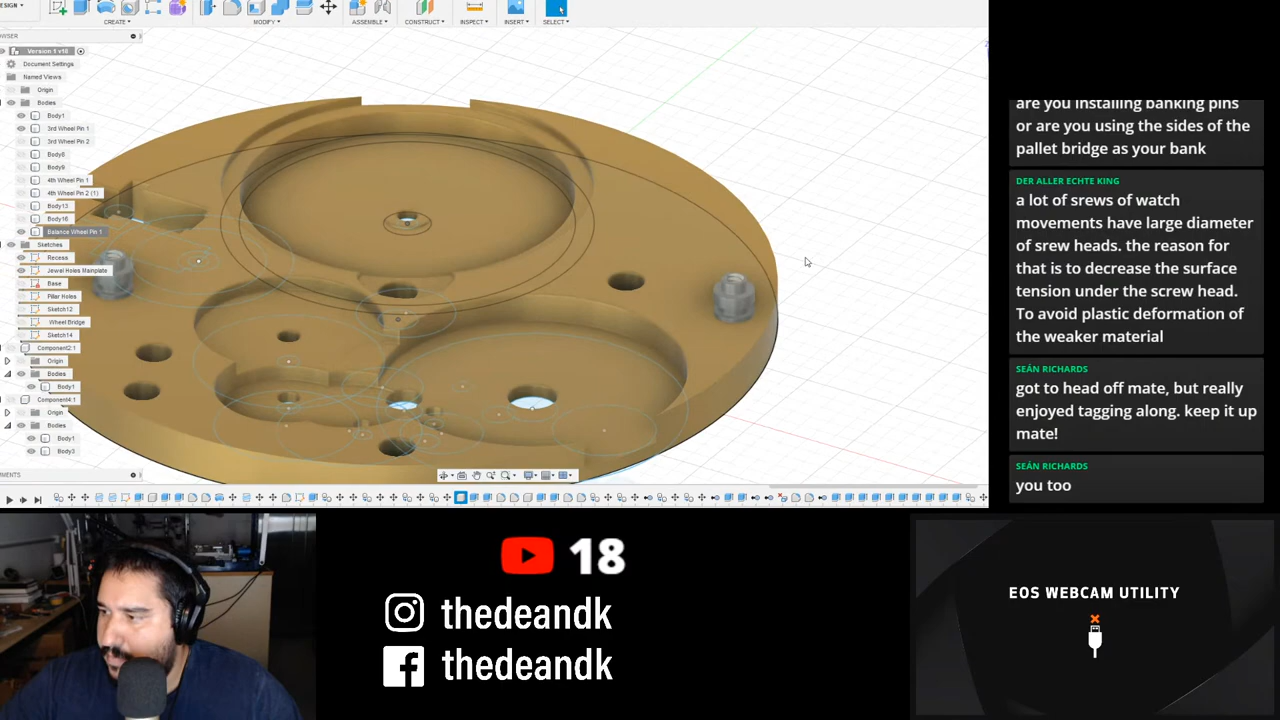 CREATE ▾
MODIFY ▾
ASSEMBLE ▾
CONSTRUCT ▾
INSPECT ▾
INSERT ▾
SELECT ▾
Version 1 v18
Document Settings
Named Views
Origin
Bodies
Body1
3rd Wheel Pin 1
3rd Wheel Pin 2
Body8
Body9
4th Wheel Pin 1
4th Wheel Pin 2 (1)
Body13
Body16
Balance Wheel Pin 1
Sketches
Recess
Jewel Holes Mainplate
Base
Pillar Holes
Sketch12
Wheel Bridge
Sketch14
Component2:1
Origin
Bodies
Body1
Component4:1
Origin
Bodies
Body1
Body3
are you installing banking pins
or are you using the sides of the
pallet bridge as your bank
DER ALLER ECHTE KING
a lot of srews of watch
movements have large diameter
of srew heads. the reason for
that is to decrease the surface
tension under the screw head.
To avoid plastic deformation of
the weaker material
SEÁN RICHARDS
got to head off mate, but really
enjoyed tagging along. keep it up
mate!
SEÁN RICHARDS
you too
18
thedeandk
thedeandk
EOS WEBCAM UTILITY